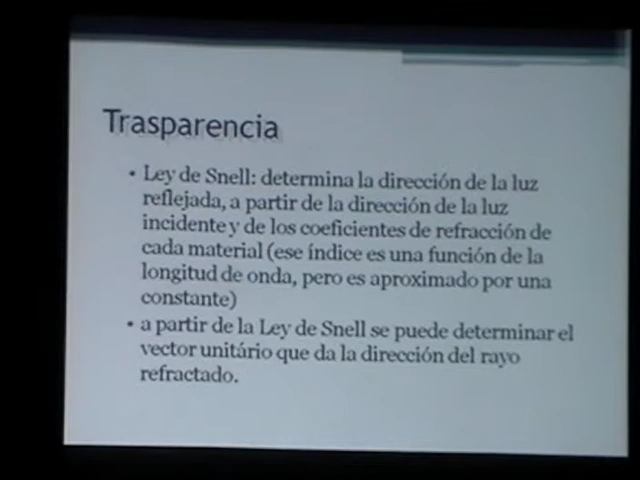 Trasparencia
• Ley de Snell: determina la dirección de la luz
reflejada, a partir de la dirección de la luz
incidente y de los coeficientes de refracción de
cada material (ese índice es una función de la
longitud de onda, pero es aproximado por una
constante)
• a partir de la Ley de Snell se puede determinar el
vector unitário que da la dirección del rayo
refractado.